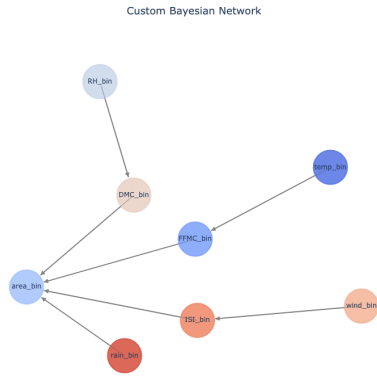 Custom Bayesian Network
RH_bin
temp_bin
DMC_bin
FFMC_bin
area_bin
wind_bin
ISI_bin
rain_bin